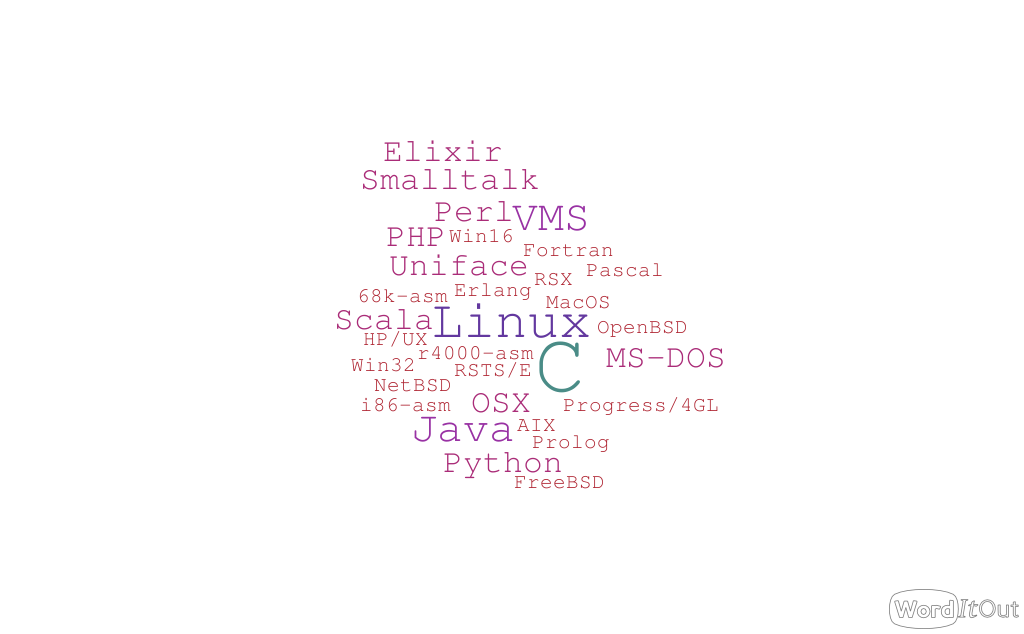 Elixir
Smalltalk
Perl VMS
PHP Win16
Fortran
Uniface Pascal
RSX
68k-asm Erlang
MacOS
Scala Linux OpenBSD
HP/UX
r4000-asm C MS-DOS
Win32 RSTS/E
NetBSD
i86-asm OSX Progress/4GL
Java AIX
Prolog
Python
FreeBSD
WordItOut